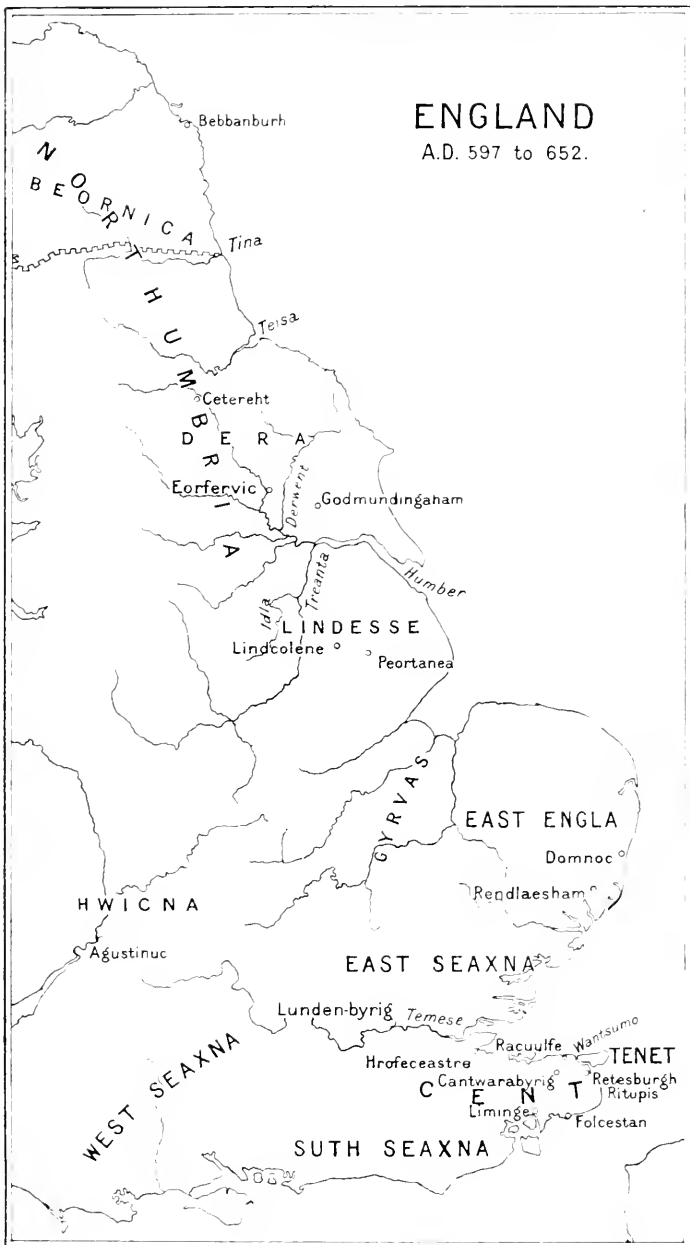 ENGLAND
A.D. 597 to 652.
Bebbanburh
NOORTHUMBRIA
BEORNICA
Tina
Teisa
Cetereht
DERA
Eorfervic
Derwent
Godmundingaham
Humber
Treanta
Idla
LINDESSE
Lindcolene
Peortanea
GYRVAS
EAST ENGLA
Domnoc
Rendlaesham
HWICNA
Agustinuc
EAST SEAXNA
Lunden-byrig
Temese
Racuulfe
Wantsumo
TENET
Hrofeceastre
Cantwarabyrig
Retesburgh
Ritupis
CENT
Liminge
Folcestan
WEST SEAXNA
SUTH SEAXNA